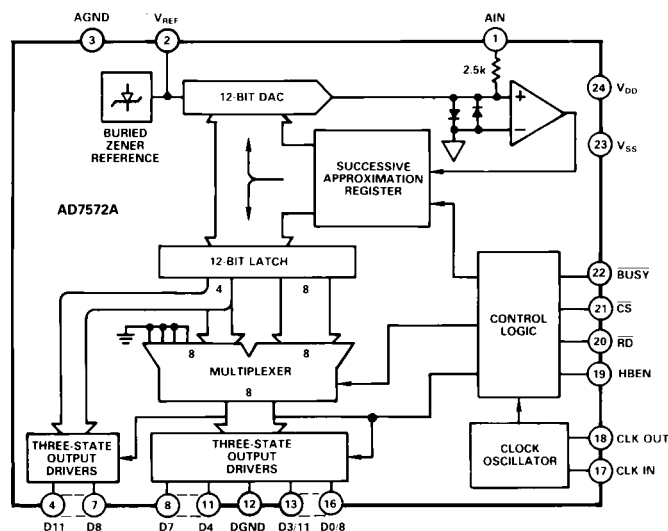 AGND
VREF
AIN
3
2
1
2.5k
12-BIT DAC
+
−
24 VDD
BURIED
ZENER
REFERENCE
23 VSS
SUCCESSIVE
APPROXIMATION
REGISTER
AD7572A
12-BIT LATCH
4
8
CONTROL
LOGIC
22 BUSY
21 CS
20 RD
19 HBEN
8
8
MULTIPLEXER
8
THREE-STATE
OUTPUT
DRIVERS
THREE-STATE
OUTPUT
DRIVERS
CLOCK
OSCILLATOR
18 CLK OUT
17 CLK IN
4
7
8
11
12
13
16
D11
D8
D7
D4
DGND
D3/11
D0/8